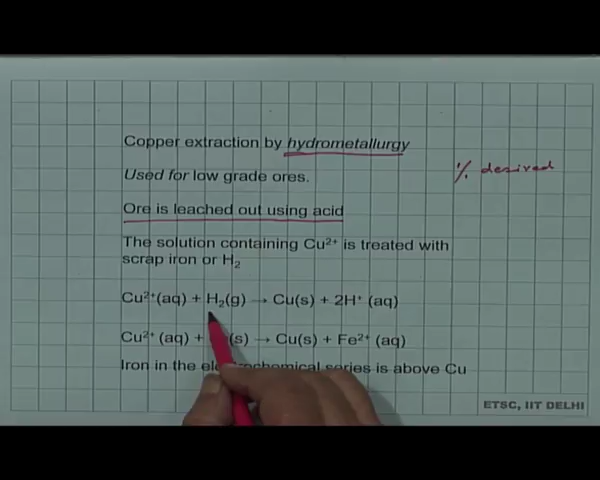 Copper extraction by hydrometallurgy
% desired
Used for low grade ores.
Ore is leached out using acid
The solution containing Cu²⁺ is treated with
scrap iron or H₂
Cu²⁺(aq) + H₂(g) → Cu(s) + 2H⁺ (aq)
Cu²⁺ (aq) + (s) → Cu(s) + Fe²⁺ (aq)
Iron in the electrochemical series is above Cu
ETSC, IIT DELHI